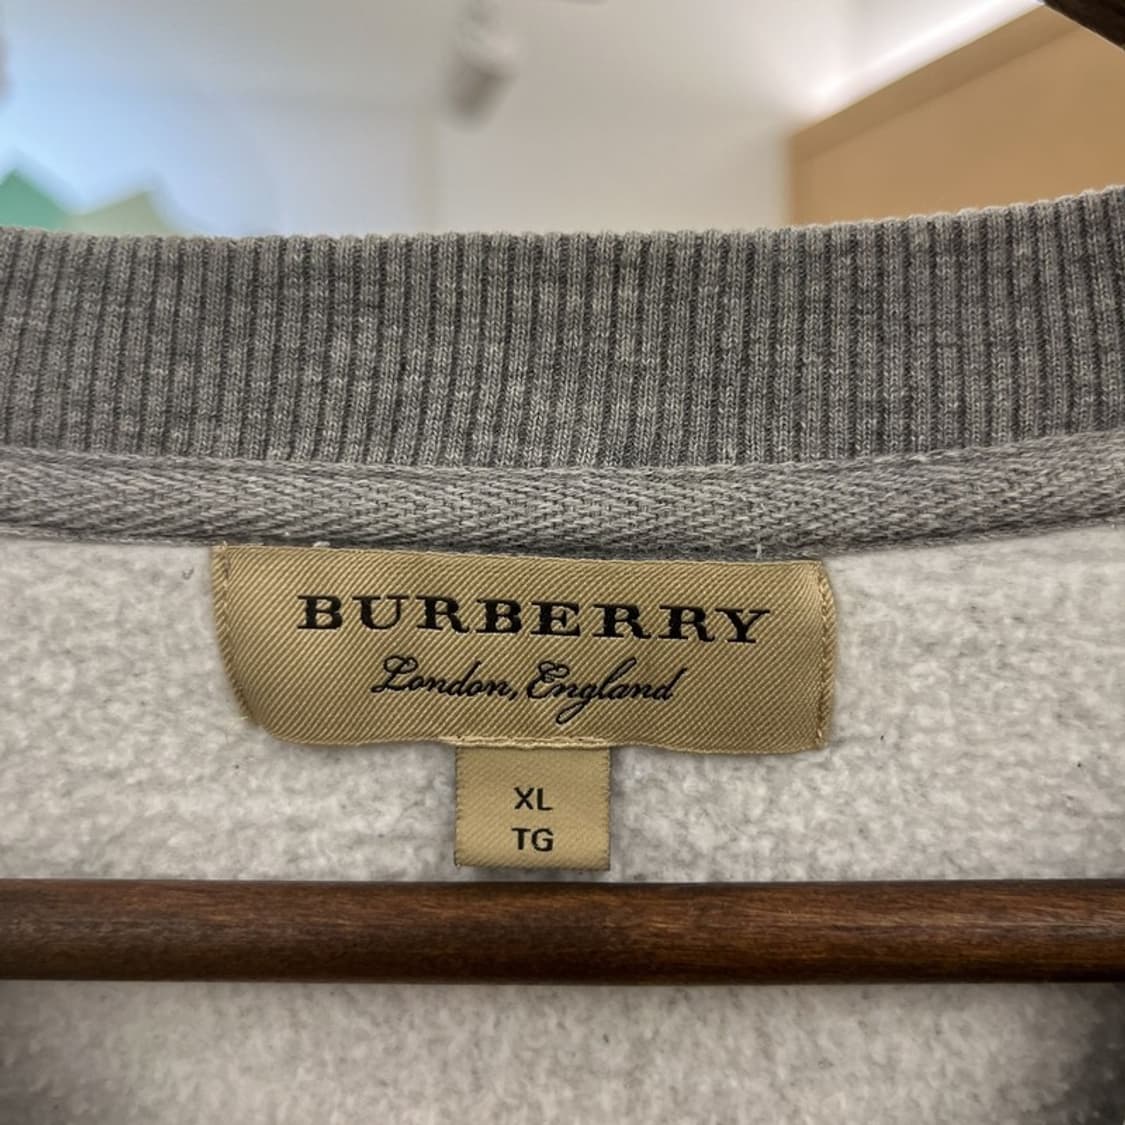 BURBERRY
London, England
XL
TG